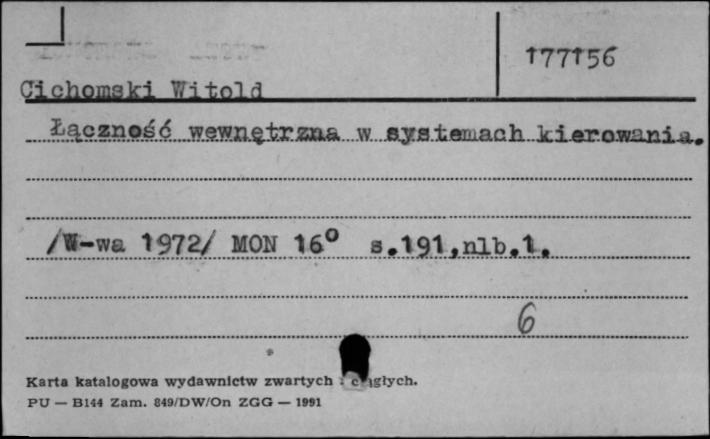 177156
Cichomski Witold
Łączność wewnętrzna w systemach kierowania.
/W-wa 1972/ MON 16° s.191,nlb.1.
6
Karta katalogowa wydawnictw zwartych i ciągłych.
PU — B144 Zam. 849/DW/On ZGG — 1991